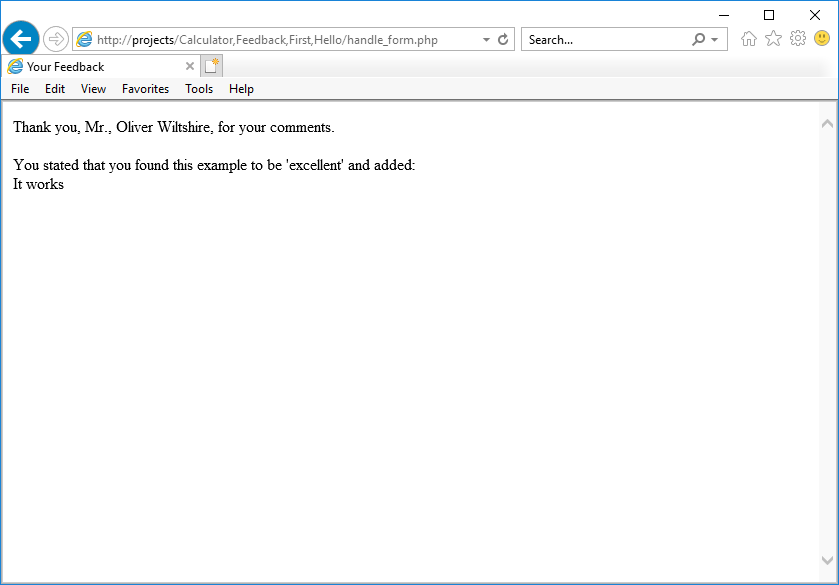 http://projects/Calculator,Feedback,First,Hello/handle_form.php
Search...
Your Feedback
File Edit View Favorites Tools Help
Thank you, Mr., Oliver Wiltshire, for your comments.
You stated that you found this example to be 'excellent' and added:
It works